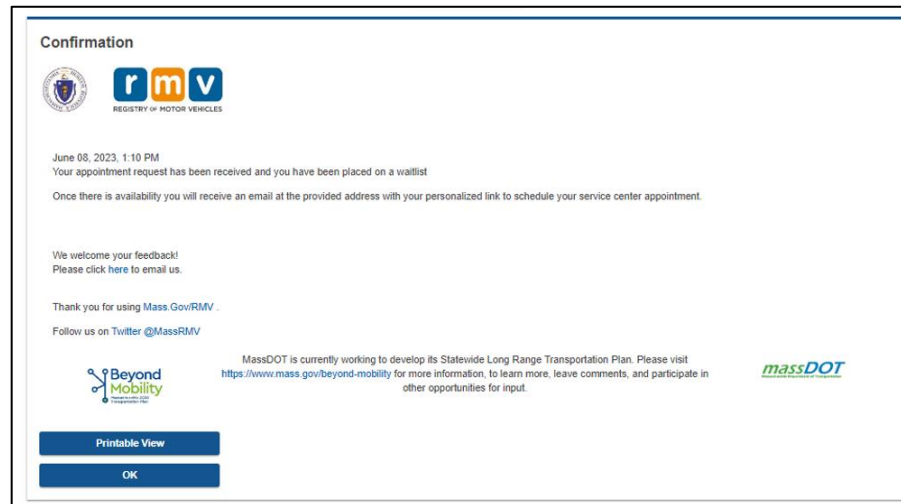 Confirmation
rmv
REGISTRY OF MOTOR VEHICLES
June 08, 2023, 1:10 PM
Your appointment request has been received and you have been placed on a waitlist
Once there is availability you will receive an email at the provided address with your personalized link to schedule your service center appointment.
We welcome your feedback!
Please click here to email us.
Thank you for using Mass.Gov/RMV .
Follow us on Twitter @MassRMV
Beyond
Mobility
MassDOT is currently working to develop its Statewide Long Range Transportation Plan. Please visit
https://www.mass.gov/beyond-mobility for more information, to learn more, leave comments, and participate in
other opportunities for input.
massDOT
Printable View
OK